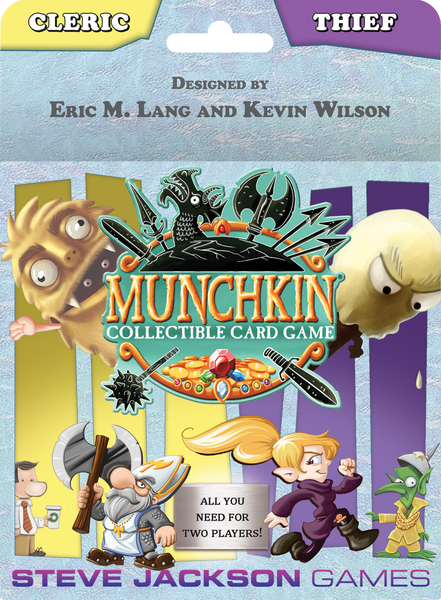 CLERIC
THIEF
DESIGNED BY
ERIC M. LANG AND KEVIN WILSON
MUNCHKIN®
COLLECTIBLE CARD GAME
ALL YOU
NEED FOR
TWO PLAYERS!
STEVE JACKSON GAMES